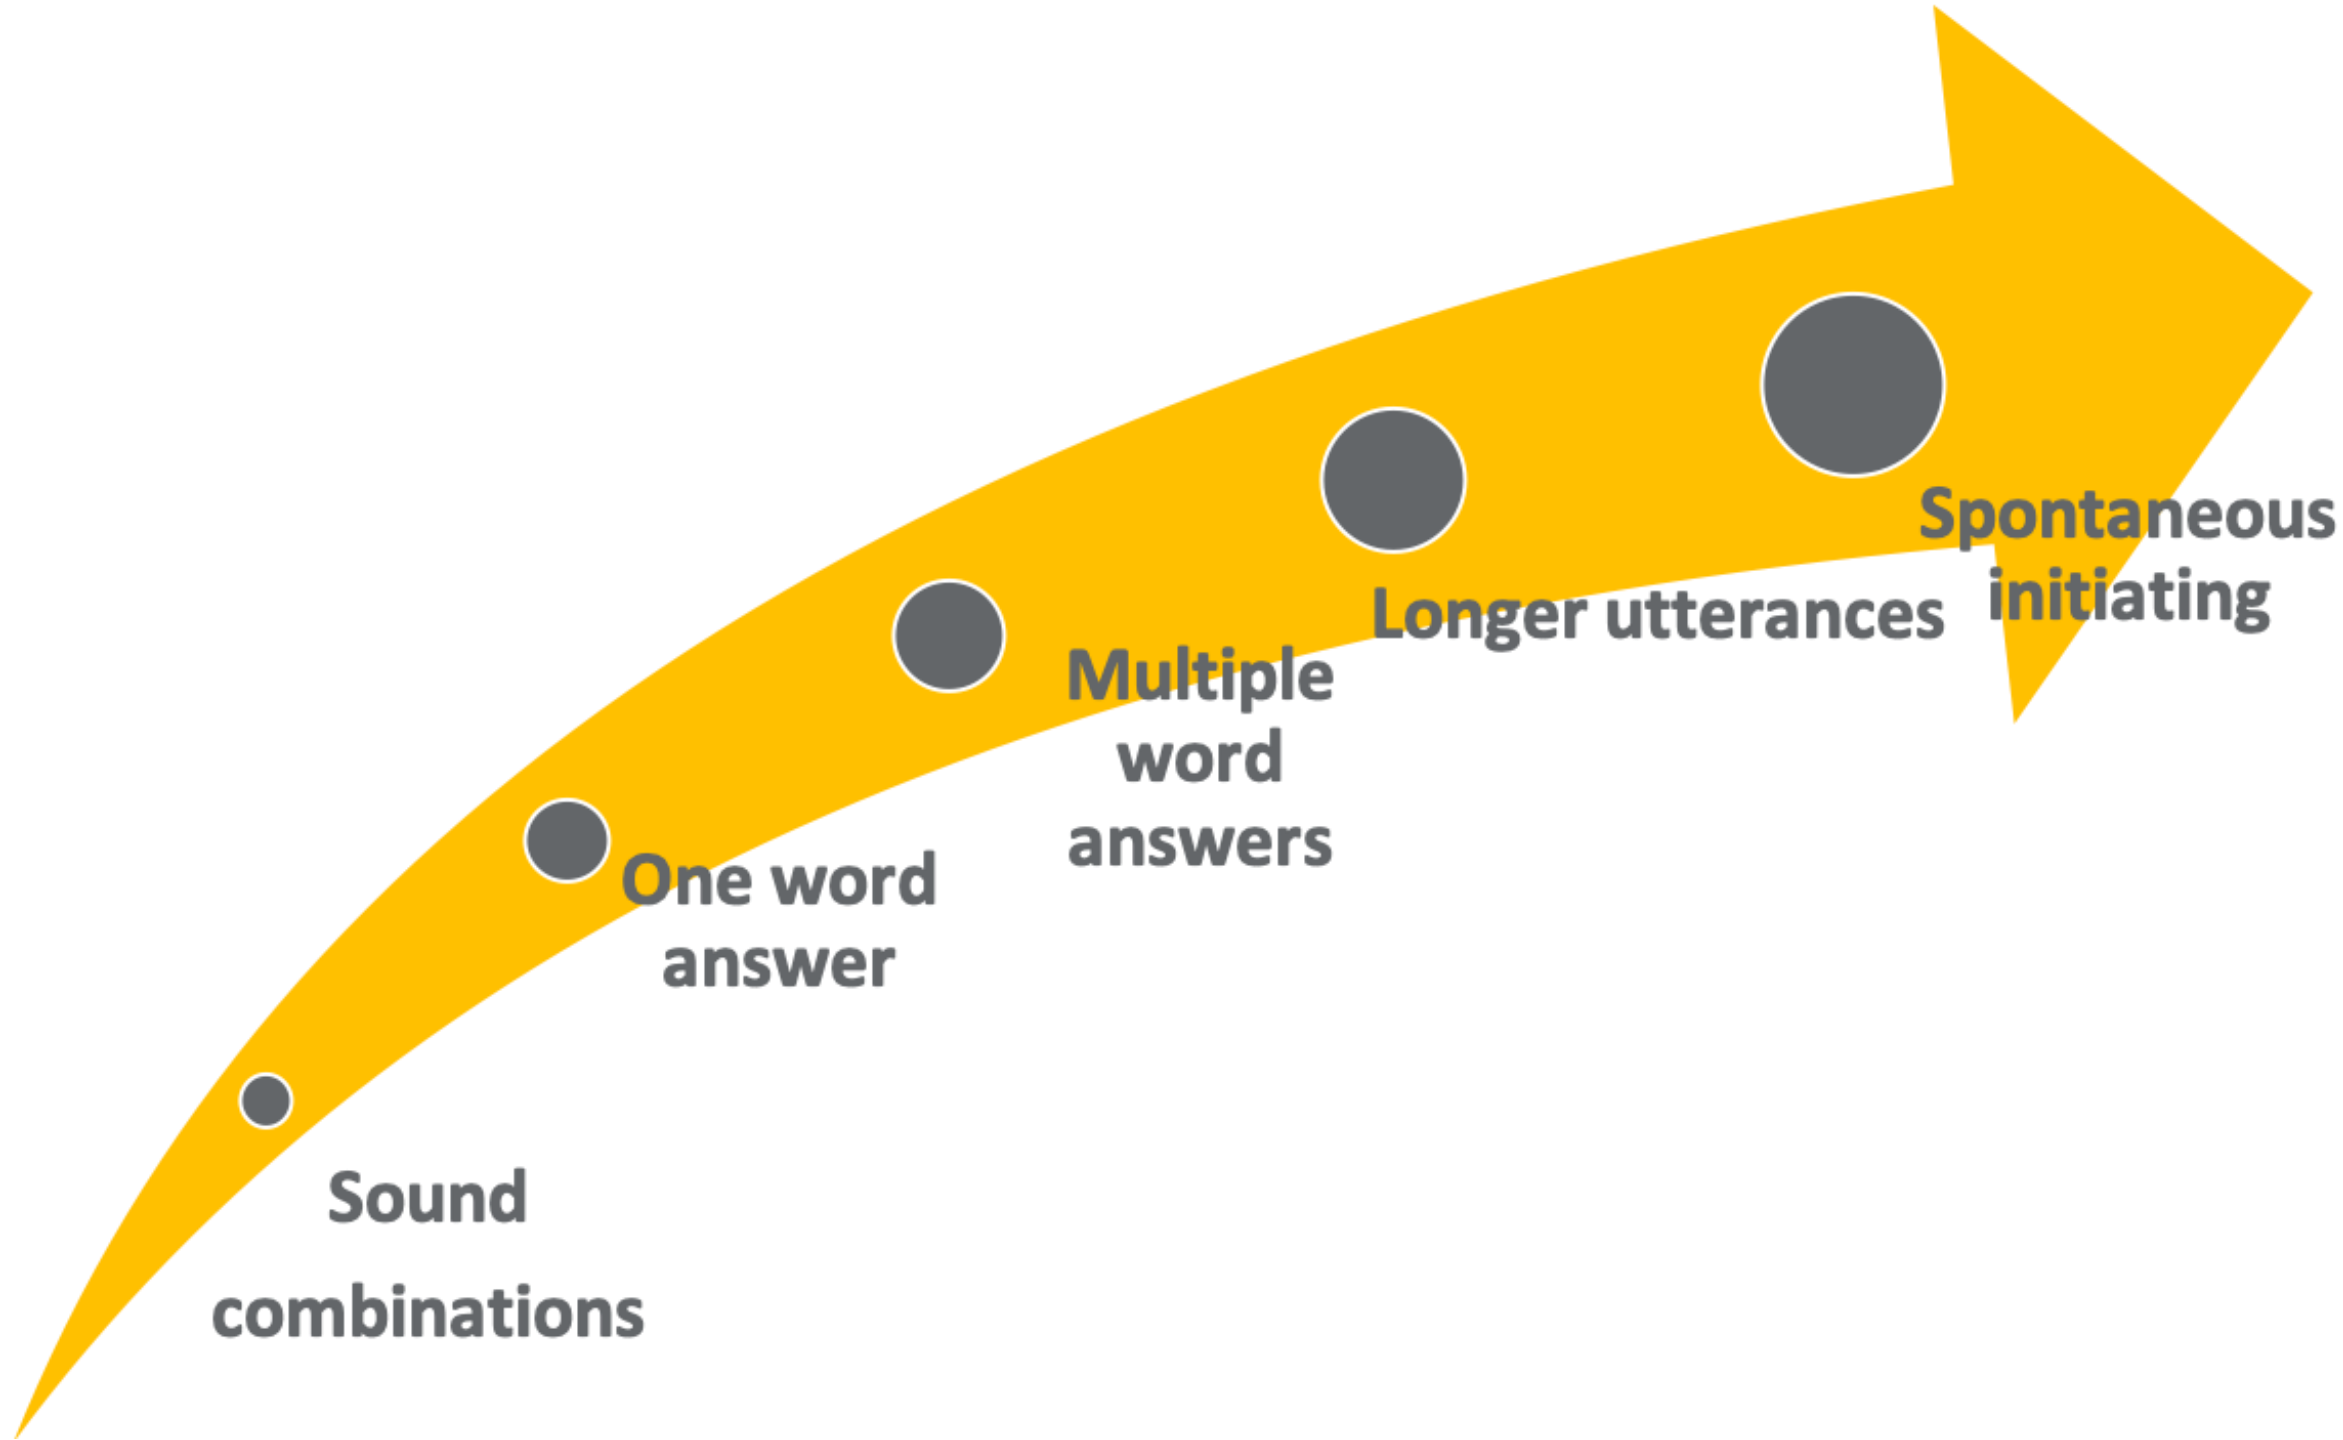 Sound
combinations
One word
answer
Multiple
word
answers
Longer utterances
Spontaneous
initiating